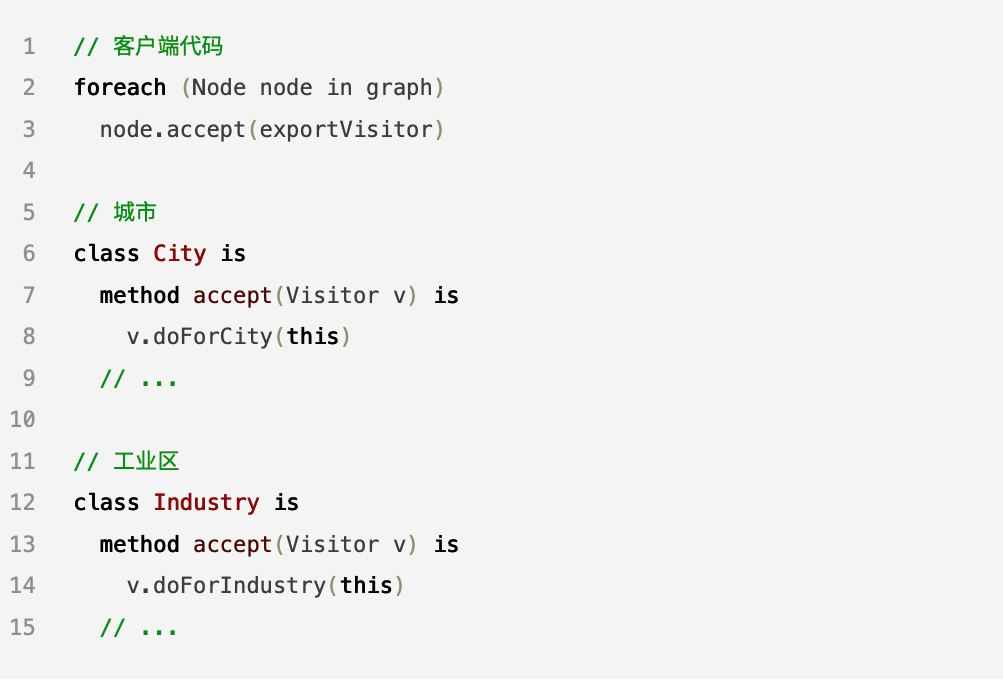 1 // 客户端代码
2 foreach (Node node in graph)
3 node.accept(exportVisitor)
4
5 // 城市
6 class City is
7 method accept(Visitor v) is
8 v.doForCity(this)
9 // ...
10
11 // 工业区
12 class Industry is
13 method accept(Visitor v) is
14 v.doForIndustry(this)
15 // ...